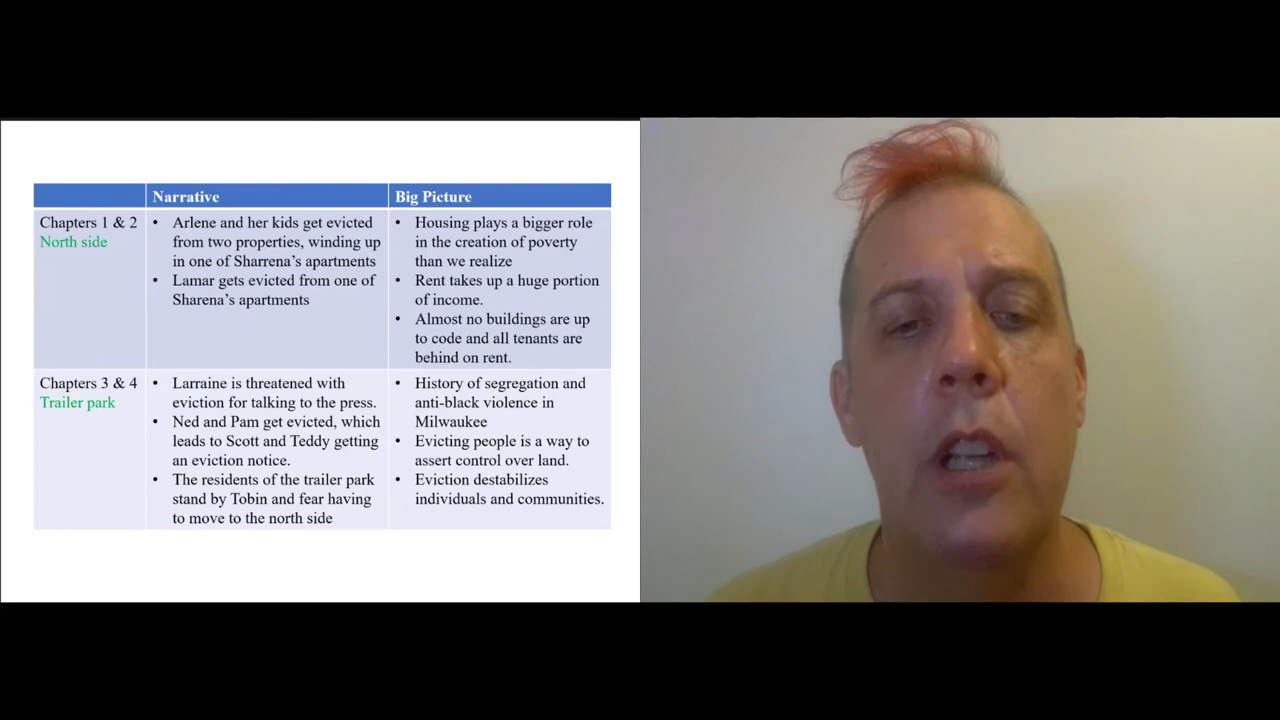 Narrative
Big Picture
Chapters 1 & 2
North side
• Arlene and her kids get evicted
from two properties, winding up
in one of Sharrena’s apartments
• Lamar gets evicted from one of
Sharena’s apartments
• Housing plays a bigger role
in the creation of poverty
than we realize
• Rent takes up a huge portion
of income.
• Almost no buildings are up
to code and all tenants are
behind on rent.
Chapters 3 & 4
Trailer park
• Larraine is threatened with
eviction for talking to the press.
• Ned and Pam get evicted, which
leads to Scott and Teddy getting
an eviction notice.
• The residents of the trailer park
stand by Tobin and fear having
to move to the north side
• History of segregation and
anti-black violence in
Milwaukee
• Evicting people is a way to
assert control over land.
• Eviction destabilizes
individuals and communities.